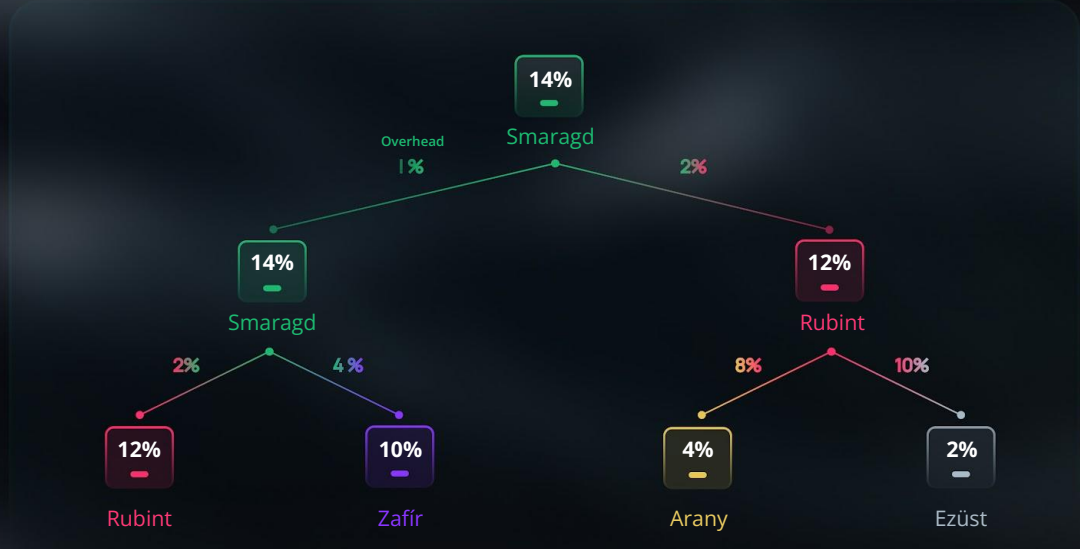 14%
Smaragd
Overhead
1%
2%
14%
Smaragd
12%
Rubint
2%
4%
8%
10%
12%
Rubint
10%
Zafír
4%
Arany
2%
Ezüst